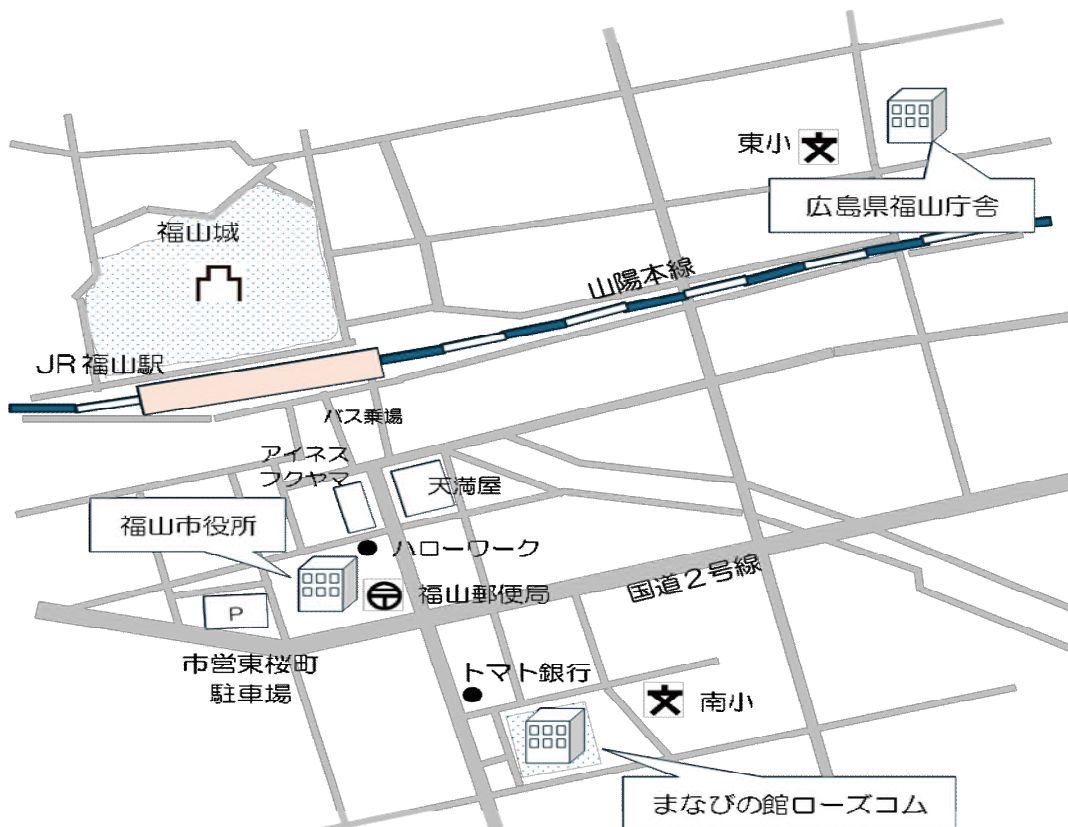 東小
広島県福山庁舎
福山城
山陽本線
JR福山駅
バス乗場
アイネス
フクヤマ
天満屋
福山市役所
ハローワーク
国道2号線
福山郵便局
P
市営東桜町
駐車場
トマト銀行
南小
まなびの館ローズコム